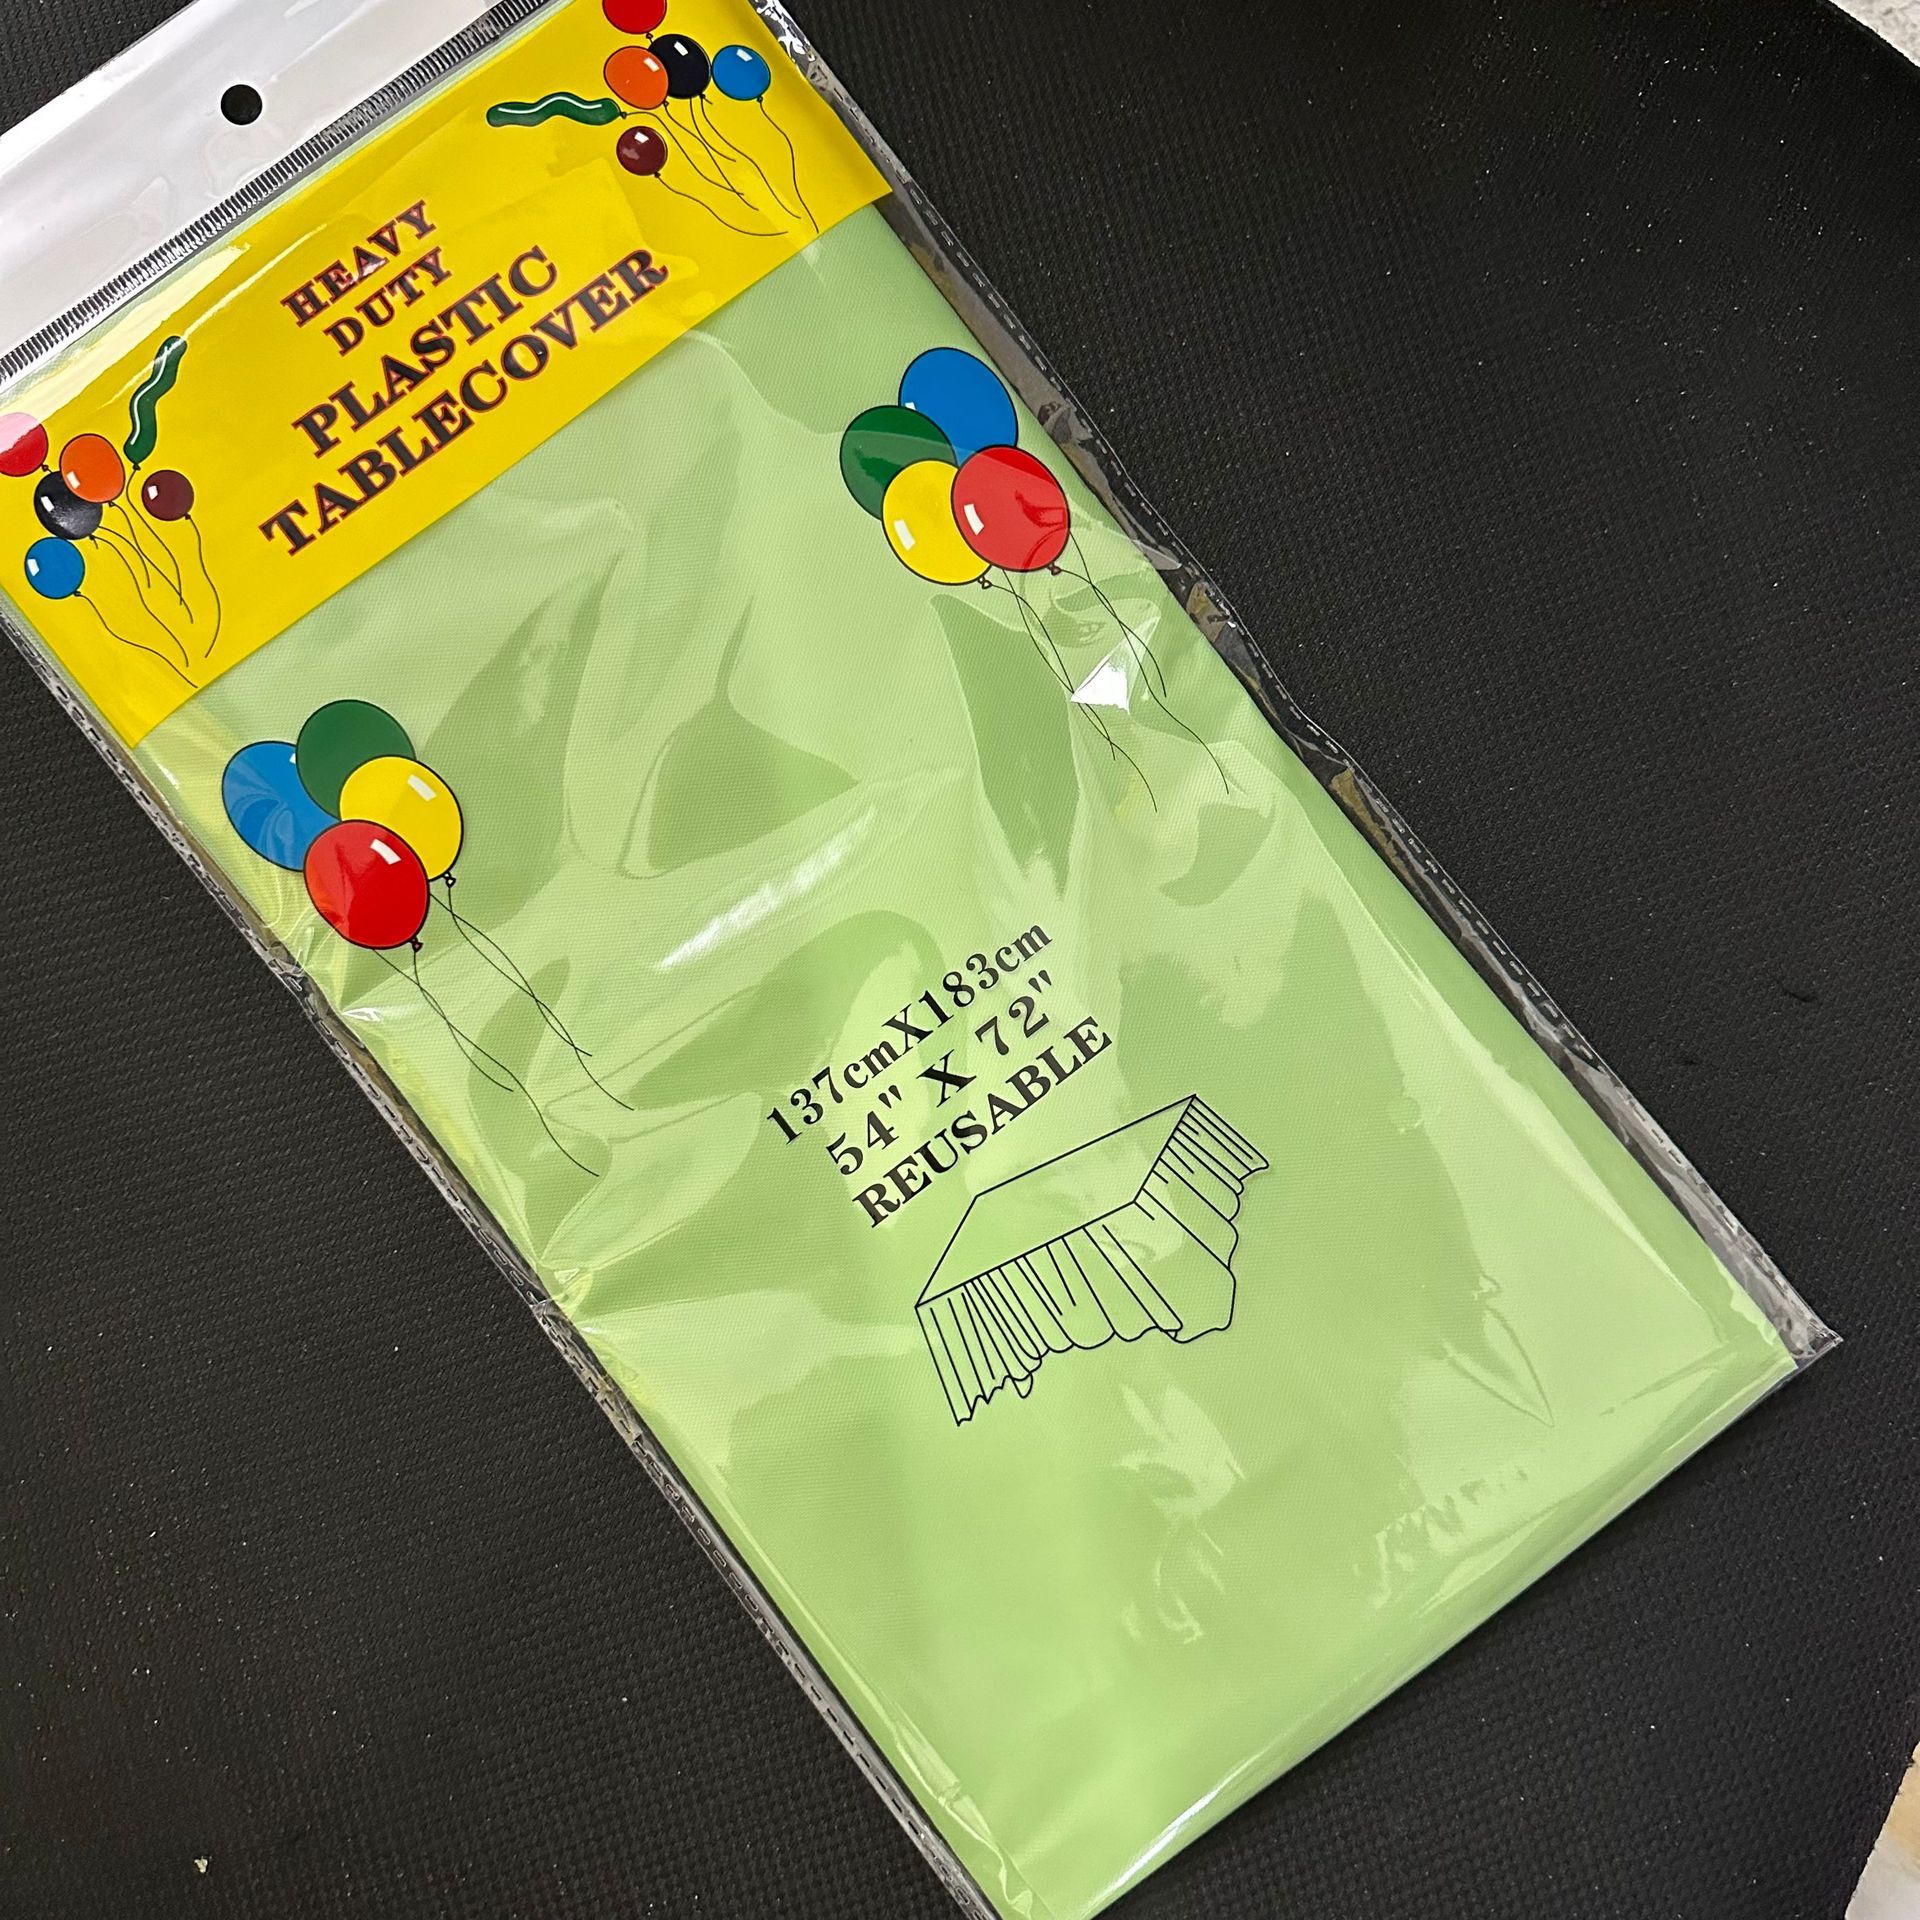 HEAVY
DUTY
PLASTIC
TABLECOVER
137cmX183cm
54" X 72"
REUSABLE